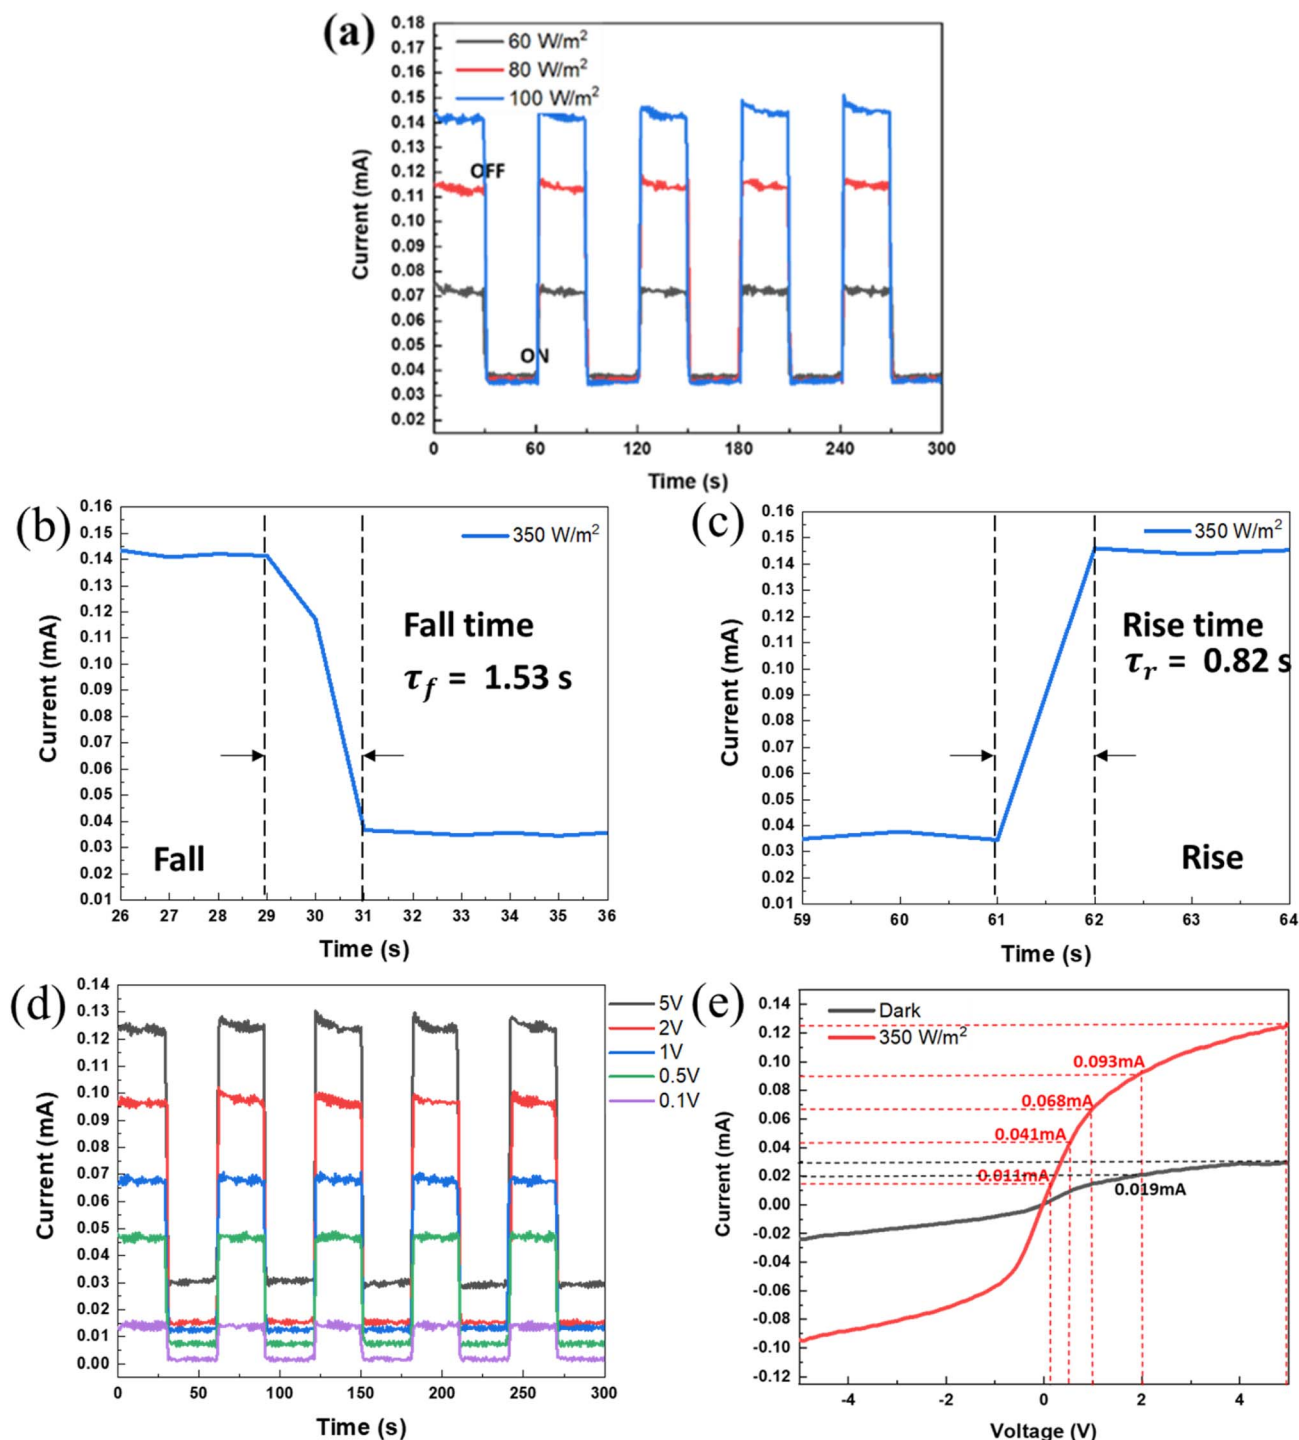 (a)
0.18
0.17
0.16
0.15
0.14
0.13
0.12
0.11
0.10
0.09
0.08
0.07
0.06
0.05
0.04
0.03
0.02
Current (mA)
60 W/m²
80 W/m²
100 W/m²
OFF
ON
0 60 120 180 240 300
Time (s)
(b)
0.16
0.15
0.14
0.13
0.12
0.11
0.10
0.09
0.08
0.07
0.06
0.05
0.04
0.03
0.02
0.01
Current (mA)
350 W/m²
Fall time
τf = 1.53 s
Fall
26 27 28 29 30 31 32 33 34 35 36
Time (s)
(c)
0.16
0.15
0.14
0.13
0.12
0.11
0.10
0.09
0.08
0.07
0.06
0.05
0.04
0.03
0.02
0.01
Current (mA)
350 W/m²
Rise time
τr = 0.82 s
Rise
59 60 61 62 63 64
Time (s)
(d)
0.14
0.13
0.12
0.11
0.10
0.09
0.08
0.07
0.06
0.05
0.04
0.03
0.02
0.01
0.00
Current (mA)
5V
2V
1V
0.5V
0.1V
0 50 100 150 200 250 300
Time (s)
(e)
0.14
0.12
0.10
0.08
0.06
0.04
0.02
0.00
-0.02
-0.04
-0.06
-0.08
-0.10
-0.12
Current (mA)
Dark
350 W/m²
0.093mA
0.068mA
0.041mA
0.011mA
0.019mA
-4 -2 0 2 4
Voltage (V)